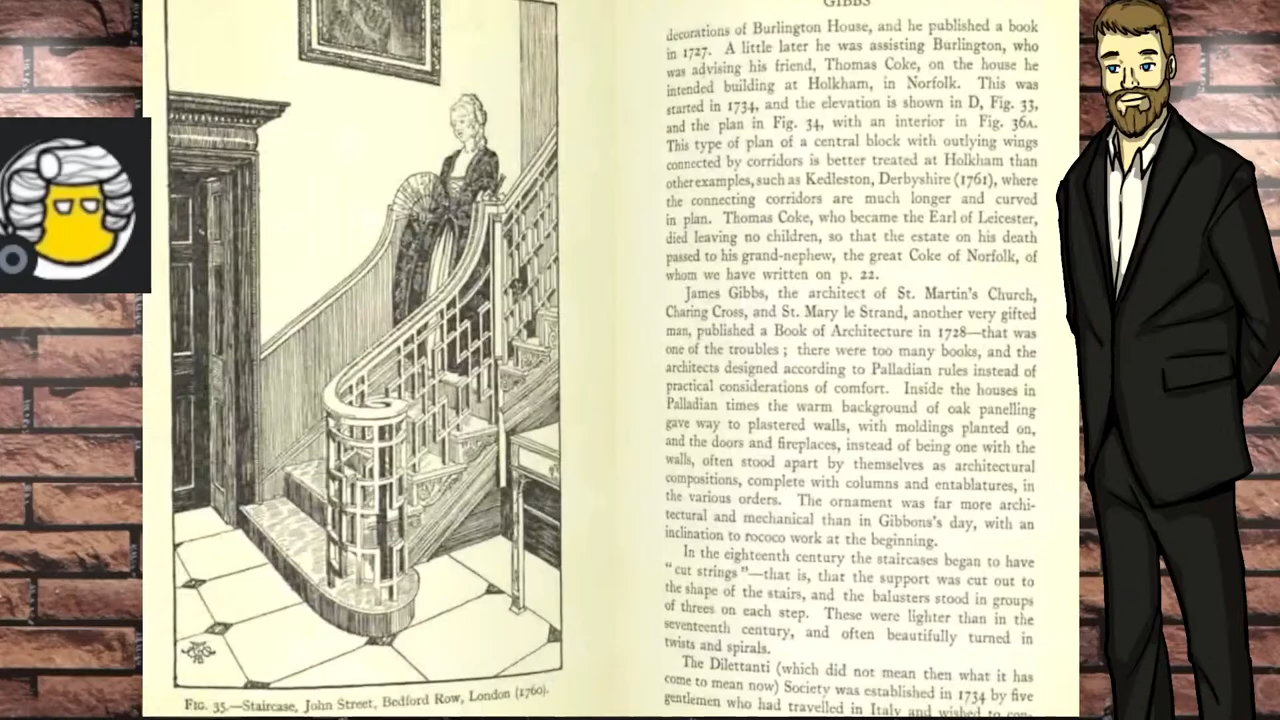 FIG. 35.—Staircase, John Street, Bedford Row, London (1760).
GIBBS
decorations of Burlington House, and he published a book
in 1727. A little later he was assisting Burlington, who
was advising his friend, Thomas Coke, on the house he
intended building at Holkham, in Norfolk. This was
started in 1734, and the elevation is shown in D, Fig. 33,
and the plan in Fig. 34, with an interior in Fig. 36A.
This type of plan of a central block with outlying wings
connected by corridors is better treated at Holkham than
other examples, such as Kedleston, Derbyshire (1761), where
the connecting corridors are much longer and curved
in plan. Thomas Coke, who became the Earl of Leicester,
died leaving no children, so that the estate on his death
passed to his grand-nephew, the great Coke of Norfolk, of
whom we have written on p. 22.
James Gibbs, the architect of St. Martin's Church,
Charing Cross, and St. Mary le Strand, another very gifted
man, published a Book of Architecture in 1728—that was
one of the troubles; there were too many books, and the
architects designed according to Palladian rules instead of
practical considerations of comfort. Inside the houses in
Palladian times the warm background of oak panelling
gave way to plastered walls, with moldings planted on,
and the doors and fireplaces, instead of being one with the
walls, often stood apart by themselves as architectural
compositions, complete with columns and entablatures, in
the various orders. The ornament was far more archi-
tectural and mechanical than in Gibbons's day, with an
inclination to rococo work at the beginning.
In the eighteenth century the staircases began to have
"cut strings"—that is, that the support was cut out to
the shape of the stairs, and the balusters stood in groups
of threes on each step. These were lighter than in the
seventeenth century, and often beautifully turned in
twists and spirals.
The Dilettanti (which did not mean then what it has
come to mean now) Society was established in 1734 by five
gentlemen who had travelled in Italy and wished to con-